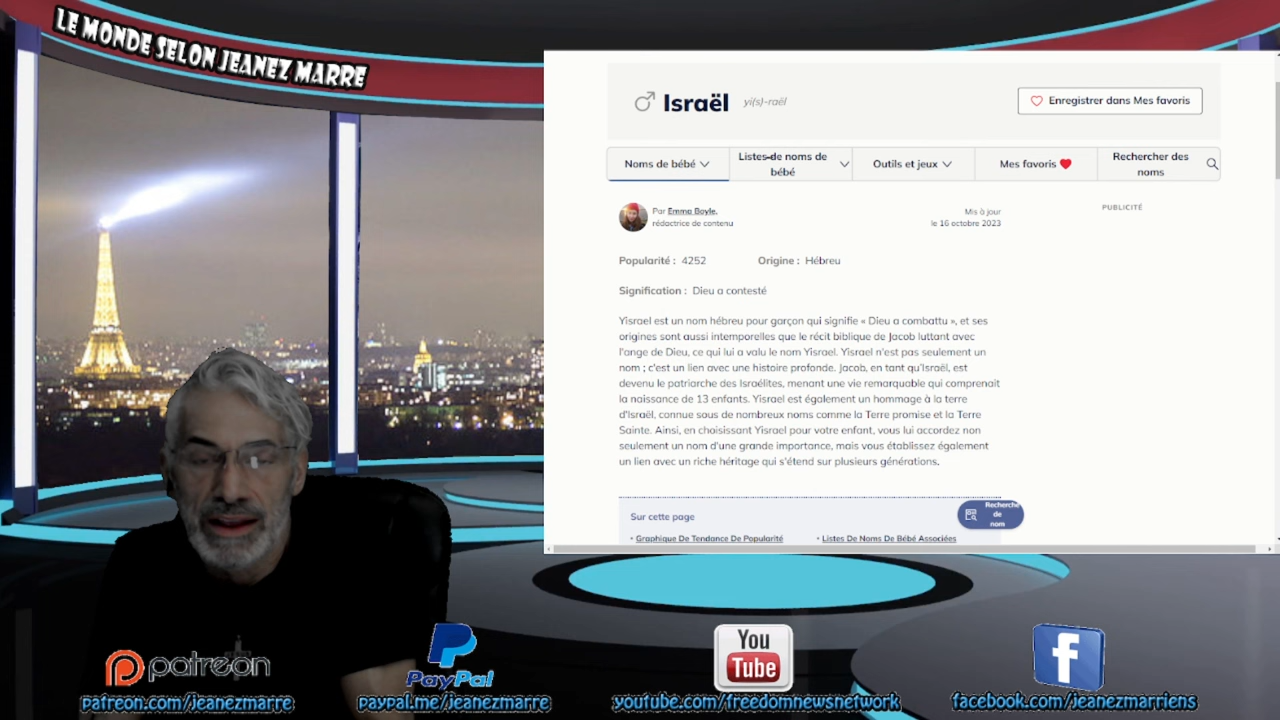 LE MONDE SELON JEANEZ MARRE
Israël yi(s)-raël
Enregistrer dans Mes favoris
Noms de bébé
Listes de noms de
bébé
Outils et jeux
Mes favoris
Rechercher des
noms
Par Emma Boyle,
rédactrice de contenu
Mis à jour
le 16 octobre 2023
PUBLICITÉ
Popularité : 4252 Origine : Hébreu
Signification : Dieu a contesté
Yisrael est un nom hébreu pour garçon qui signifie « Dieu a combattu », et ses
origines sont aussi intemporelles que le récit biblique de Jacob luttant avec
l'ange de Dieu, ce qui lui a valu le nom Yisrael. Yisrael n'est pas seulement un
nom ; c'est un lien avec une histoire profonde. Jacob, en tant qu'Israël, est
devenu le patriarche des Israélites, menant une vie remarquable qui comprenait
la naissance de 13 enfants. Yisrael est également un hommage à la terre
d'Israël, connue sous de nombreux noms comme la Terre promise et la Terre
Sainte. Ainsi, en choisissant Yisrael pour votre enfant, vous lui accordez non
seulement un nom d'une grande importance, mais vous établissez également
un lien avec un riche héritage qui s'étend sur plusieurs générations.
Sur cette page
Recherche
de
nom
• Graphique De Tendance De Popularité
• Listes De Noms De Bébé Associées
patreon
PayPal
You
Tube
f
patreon.com/jeanezmarre
paypal.me/jeanezmarre
youtube.com/freedomnewsnetwork
facebook.com/jeanezmarriens